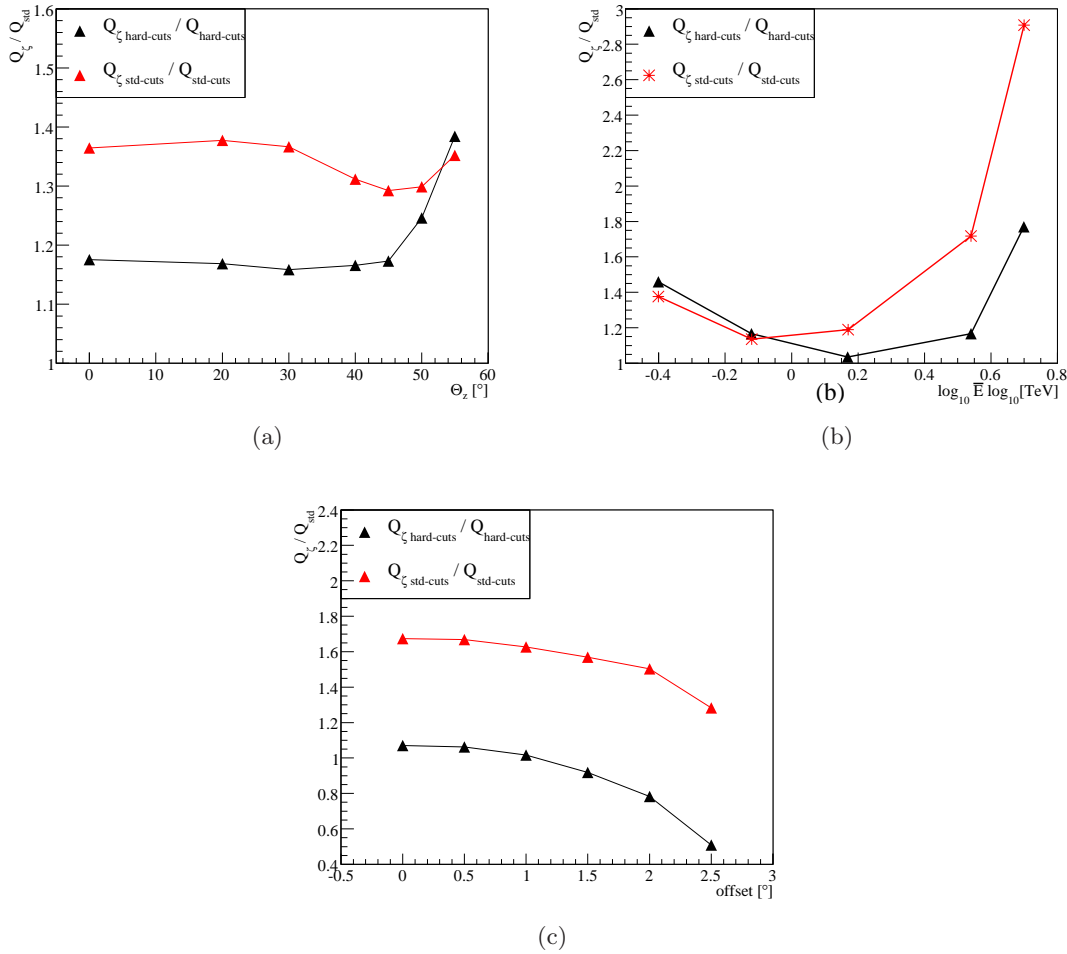 Q_ζ / Q_std
1.6
1.5
1.4
1.3
1.2
1.1
1
Q_ζ hard-cuts / Q_hard-cuts
Q_ζ std-cuts / Q_std-cuts
0 10 20 30 40 50 60
Θ_z [°]
(a)
Q_ζ / Q_std
3
2.8
2.6
2.4
2.2
2
1.8
1.6
1.4
1.2
1
Q_ζ hard-cuts / Q_hard-cuts
Q_ζ std-cuts / Q_std-cuts
-0.4 -0.2 0 0.2 0.4 0.6 0.8
(b) log_10 E̅ log_10[TeV]
(b)
Q_ζ / Q_std
2.4
2.2
2
1.8
1.6
1.4
1.2
1
0.8
0.6
0.4
Q_ζ hard-cuts / Q_hard-cuts
Q_ζ std-cuts / Q_std-cuts
-0.5 0 0.5 1 1.5 2 2.5 3
offset [°]
(c)